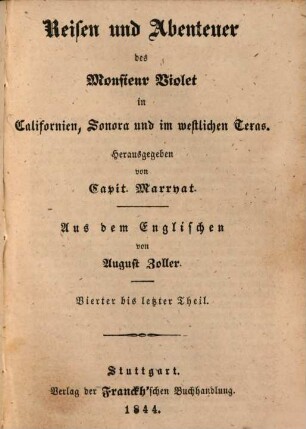 Reisen und Abenteuer
des
Monsieur Violet
in
Californien, Sonora und im westlichen Texas.
Herausgegeben
von
Capit. Marryat.
Aus dem Englischen
von
August Zoller.
Vierter bis letzter Theil.
Stuttgart.
Verlag der Franckh'schen Buchhandlung.
1844.